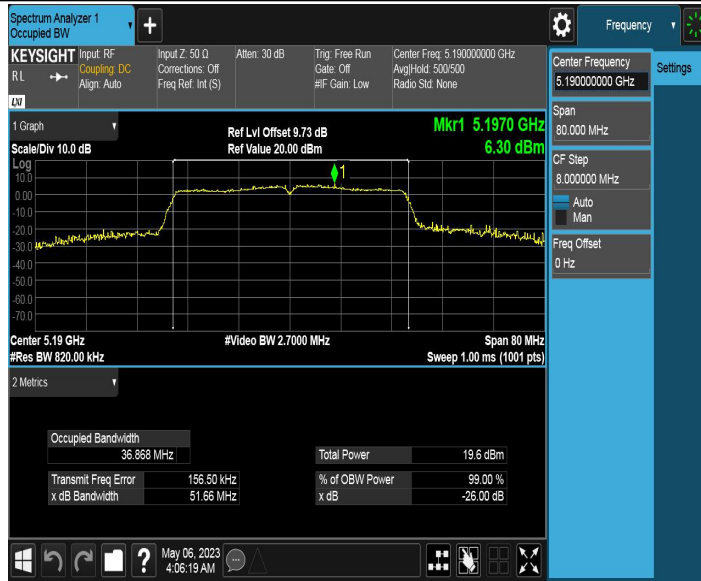 Spectrum Analyzer 1
Occupied BW
Frequency
KEYSIGHT
RL
LXI
Input: RF
Coupling: DC
Align: Auto
Input Z: 50 Ω
Corrections: Off
Freq Ref: Int (S)
Atten: 30 dB
Trig: Free Run
Gate: Off
#IF Gain: Low
Center Freq: 5.190000000 GHz
Avg|Hold: 500/500
Radio Std: None
Center Frequency
5.190000000 GHz
Settings
Span
80.000 MHz
CF Step
8.000000 MHz
Auto
Man
Freq Offset
0 Hz
1 Graph
Scale/Div 10.0 dB
Ref Lvl Offset 9.73 dB
Ref Value 20.00 dBm
Mkr1 5.1970 GHz
6.30 dBm
Log
10.0
0.00
-10.0
-20.0
-30.0
-40.0
-50.0
-60.0
-70.0
1
Center 5.19 GHz
#Res BW 820.00 kHz
#Video BW 2.7000 MHz
Span 80 MHz
Sweep 1.00 ms (1001 pts)
2 Metrics
Occupied Bandwidth
36.868 MHz
Total Power 19.6 dBm
Transmit Freq Error 156.50 kHz
% of OBW Power 99.00 %
x dB Bandwidth 51.66 MHz
x dB -26.00 dB
?
May 06, 2023
4:06:19 AM